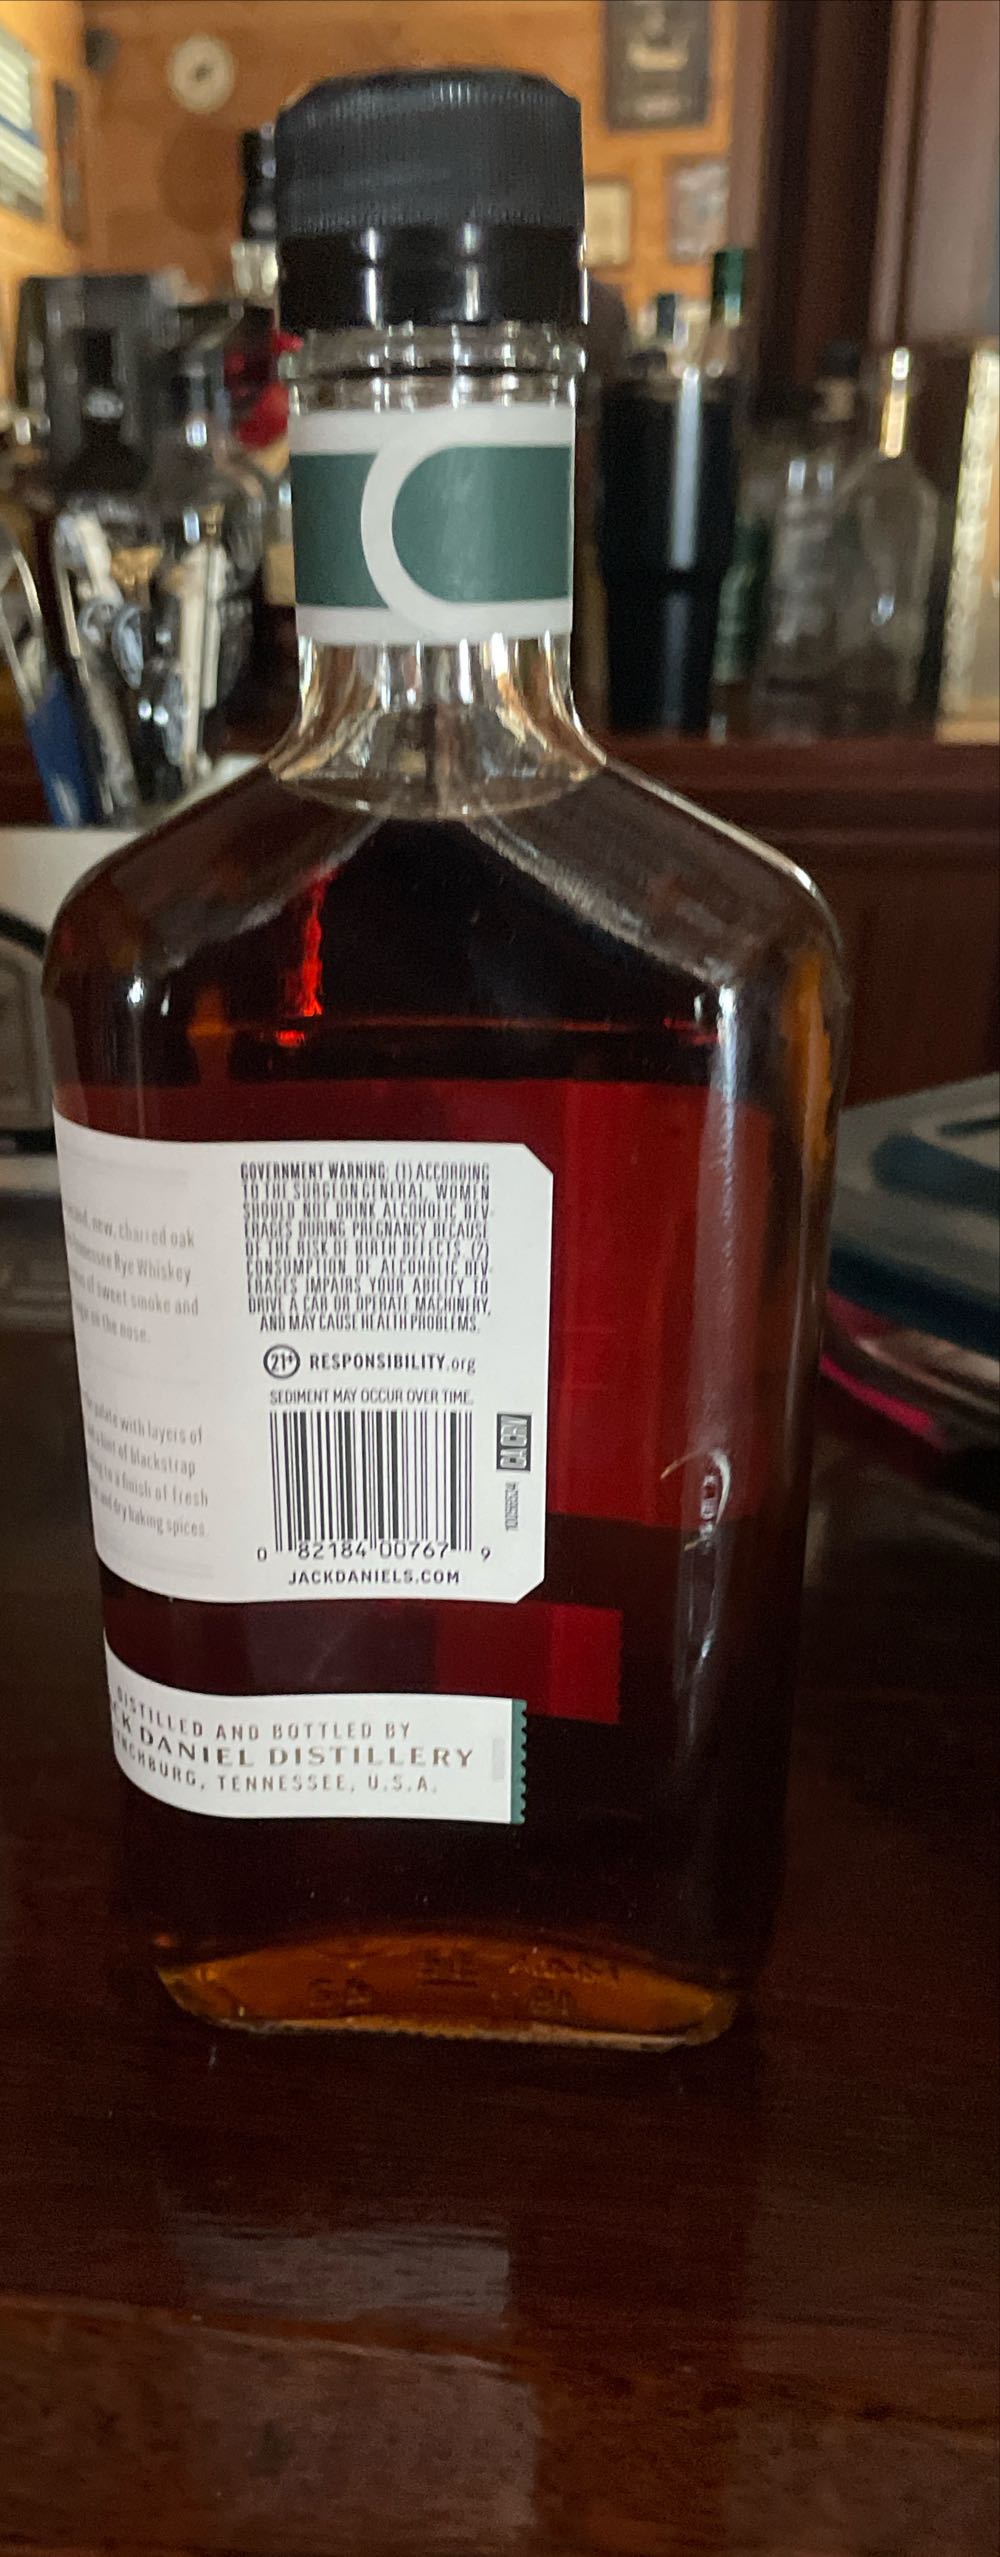 new, charred oak
Rye Whiskey
of sweet smoke and
on the nose.
palate with layers of
hint of blackstrap
to a finish of fresh
and dry baking spices.
GOVERNMENT WARNING: (1) ACCORDING
TO THE SURGEON GENERAL, WOMEN
SHOULD NOT DRINK ALCOHOLIC BEV-
ERAGES DURING PREGNANCY BECAUSE
OF THE RISK OF BIRTH DEFECTS. (2)
CONSUMPTION OF ALCOHOLIC BEV-
ERAGES IMPAIRS YOUR ABILITY TO
DRIVE A CAR OR OPERATE MACHINERY,
AND MAY CAUSE HEALTH PROBLEMS.
21+ RESPONSIBILITY.org
SEDIMENT MAY OCCUR OVER TIME.
CA CRV
0 82184 00767 9
JACKDANIELS.COM
DISTILLED AND BOTTLED BY
CK DANIEL DISTILLERY
NCHBURG, TENNESSEE, U.S.A.